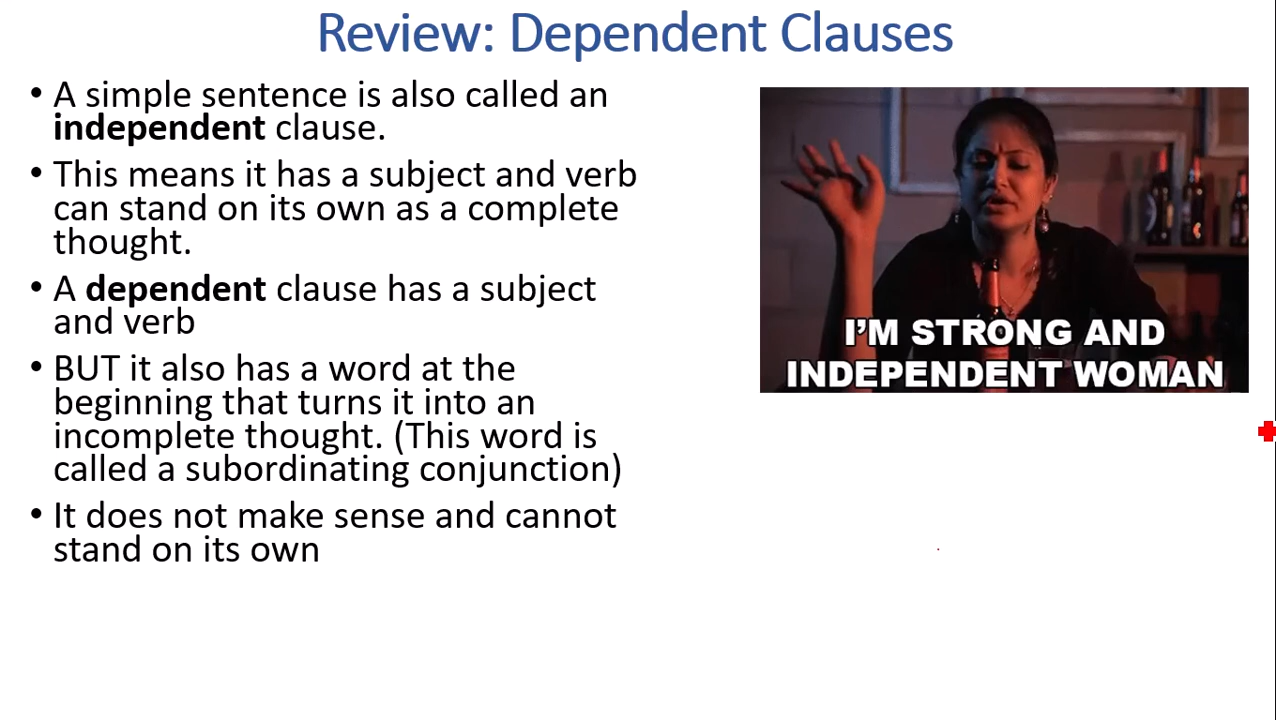 Review: Dependent Clauses
• A simple sentence is also called an
independent clause.
• This means it has a subject and verb
can stand on its own as a complete
thought.
• A dependent clause has a subject
and verb
• BUT it also has a word at the
beginning that turns it into an
incomplete thought. (This word is
called a subordinating conjunction)
• It does not make sense and cannot
stand on its own
I'M STRONG AND
INDEPENDENT WOMAN